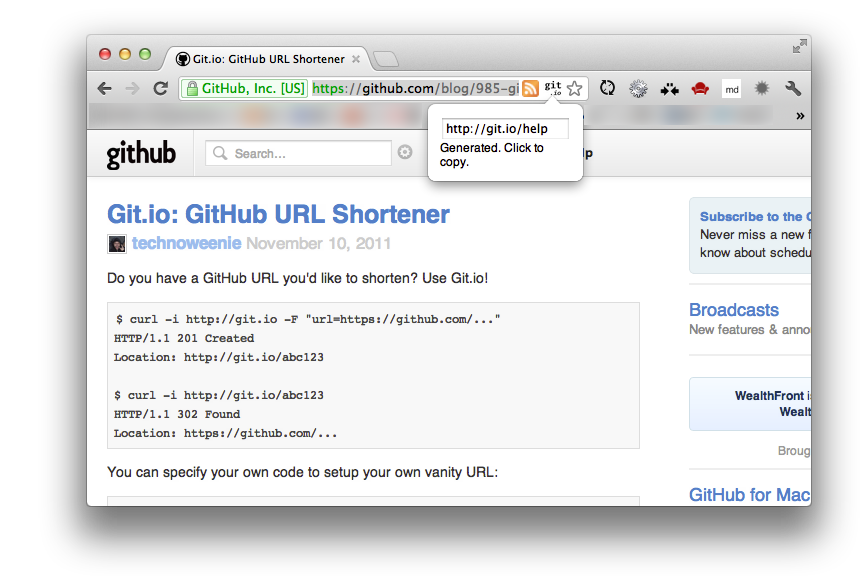 Git.io: GitHub URL Shortener
GitHub, Inc. [US] https://github.com/blog/985-gi
git
.io
md
»
http://git.io/help
Generated. Click to
copy.
github
Search...
Git.io: GitHub URL Shortener
technoweenie November 10, 2011
Do you have a GitHub URL you'd like to shorten? Use Git.io!
$ curl -i http://git.io -F "url=https://github.com/..."
HTTP/1.1 201 Created
Location: http://git.io/abc123
$ curl -i http://git.io/abc123
HTTP/1.1 302 Found
Location: https://github.com/...
You can specify your own code to setup your own vanity URL:
Subscribe to the
Never miss a new
know about schedu
Broadcasts
New features & anno
WealthFront
Wealt
Broug
GitHub for Mac